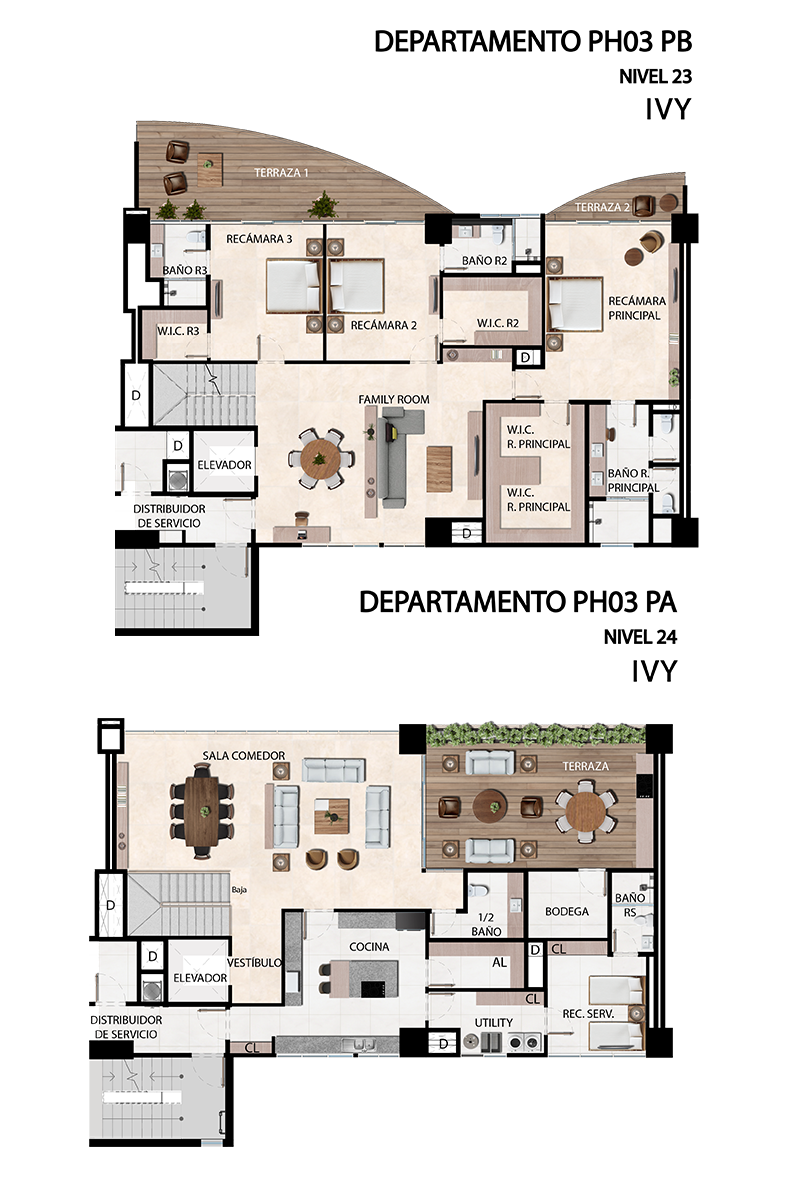 DEPARTAMENTO PH03 PB
NIVEL 23
IVY
TERRAZA 1
TERRAZA 2
RECÁMARA 3
BAÑO R3
BAÑO R2
RECÁMARA
PRINCIPAL
W.I.C. R3
RECÁMARA 2
W.I.C. R2
D
D
FAMILY ROOM
W.I.C.
R. PRINCIPAL
D
ELEVADOR
BAÑO R.
PRINCIPAL
W.I.C.
R. PRINCIPAL
DISTRIBUIDOR
DE SERVICIO
D
DEPARTAMENTO PH03 PA
NIVEL 24
IVY
SALA COMEDOR
TERRAZA
Baja
D
1/2
BAÑO
BODEGA
BAÑO
RS
D
ELEVADOR
VESTÍBULO
COCINA
AL
D
CL
CL
DISTRIBUIDOR
DE SERVICIO
UTILITY
REC. SERV.
CL
D